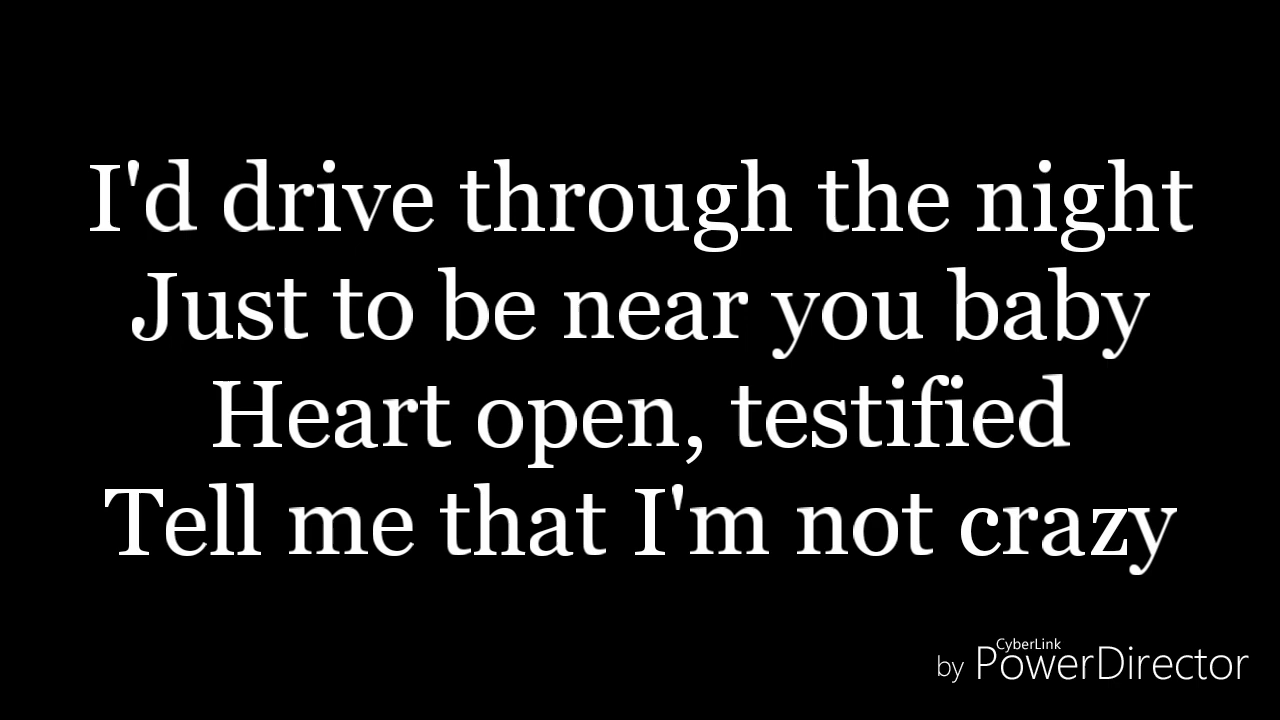 I'd drive through the night
Just to be near you baby
Heart open, testified
Tell me that I'm not crazy
by CyberLink PowerDirector